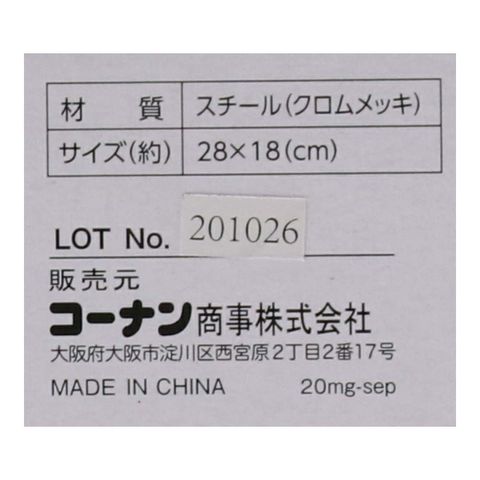 材 質 スチール(クロムメッキ)
サイズ(約) 28×18(cm)
LOT No. 201026
販売元
コーナン商事株式会社
大阪府大阪市淀川区西宮原2丁目2番17号
MADE IN CHINA 20mg-sep